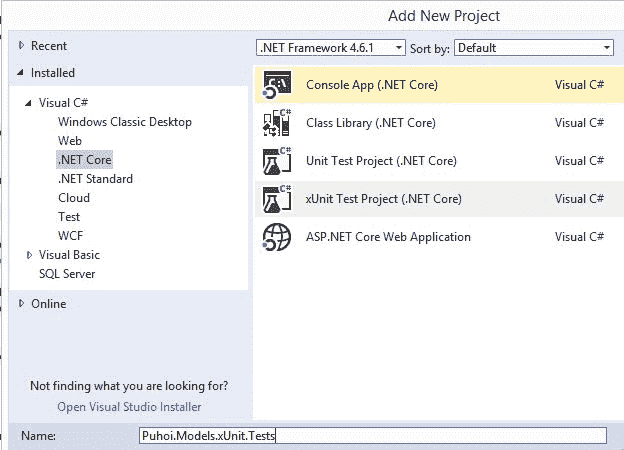 Add New Project
Recent
Installed
Visual C#
Windows Classic Desktop
Web
.NET Core
.NET Standard
Cloud
Test
WCF
Visual Basic
SQL Server
Online
Not finding what you are looking for?
Open Visual Studio Installer
.NET Framework 4.6.1 Sort by: Default
Console App (.NET Core) Visual C#
Class Library (.NET Core) Visual C#
Unit Test Project (.NET Core) Visual C#
xUnit Test Project (.NET Core) Visual C#
ASP.NET Core Web Application Visual C#
Name: Puhoi.Models.xUnit.Tests